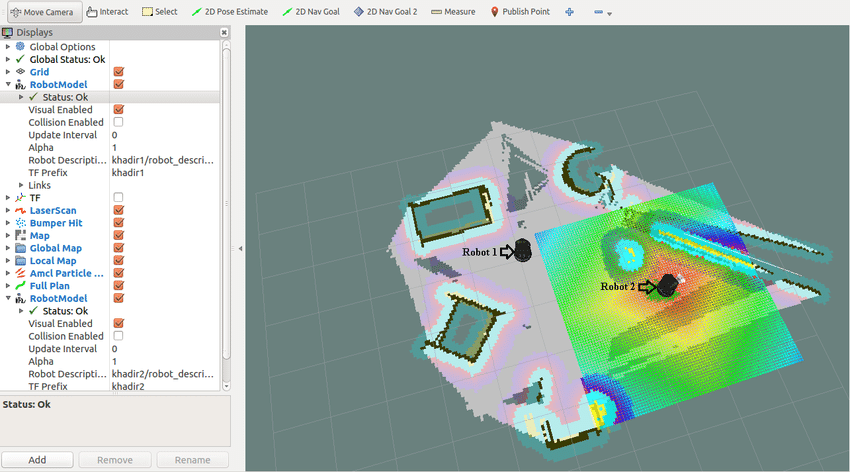 Move Camera Interact Select 2D Pose Estimate 2D Nav Goal 2D Nav Goal 2 Measure Publish Point
Displays
Global Options
Global Status: Ok
Grid
RobotModel
Status: Ok
Visual Enabled
Collision Enabled
Update Interval 0
Alpha 1
Robot Descripti... khadir1/robot_descri...
TF Prefix khadir1
Links
TF
LaserScan
Bumper Hit
Map
Global Map
Local Map
Amcl Particle ...
Full Plan
RobotModel
Status: Ok
Visual Enabled
Collision Enabled
Update Interval 0
Alpha 1
Robot Descripti... khadir2/robot_descri...
TF Prefix khadir2
Status: Ok
Add Remove Rename
Robot 1
Robot 2